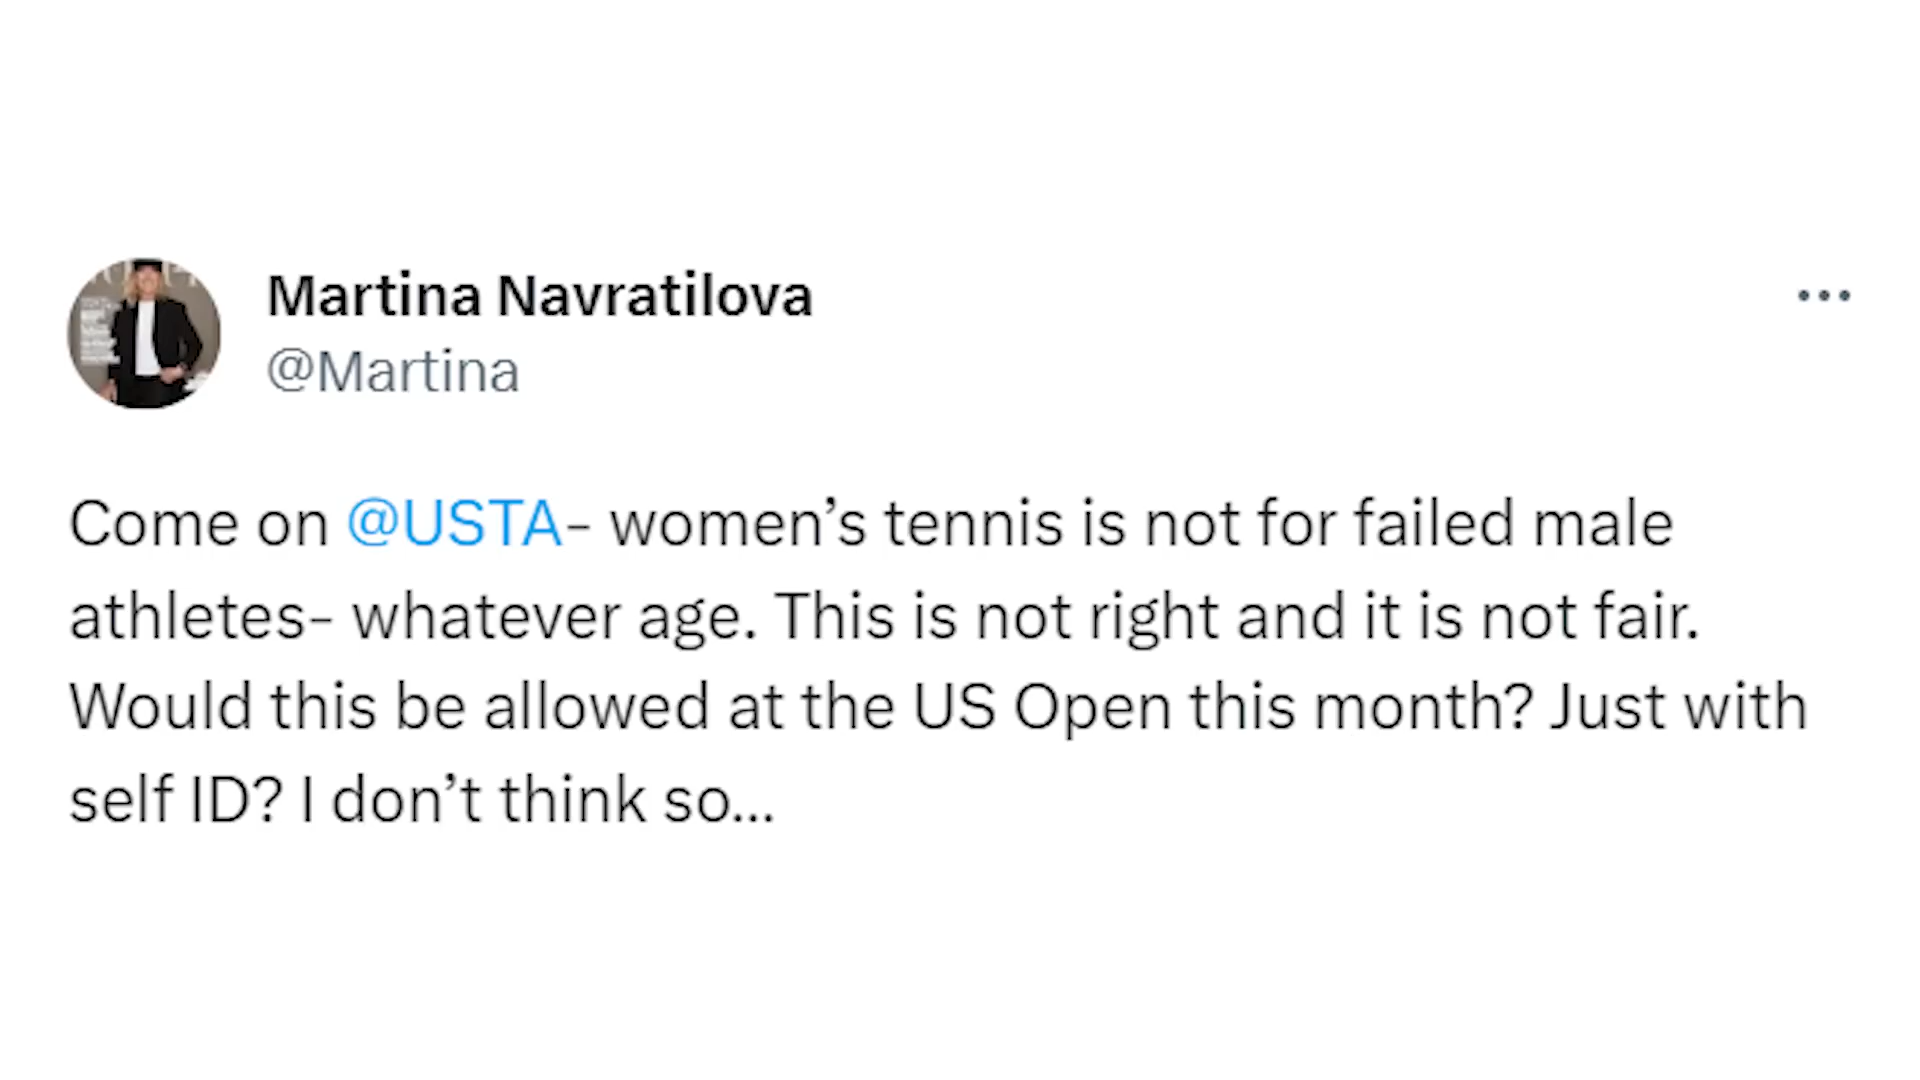 Martina Navratilova
@Martina
Come on @USTA- women’s tennis is not for failed male
athletes- whatever age. This is not right and it is not fair.
Would this be allowed at the US Open this month? Just with
self ID? I don’t think so...